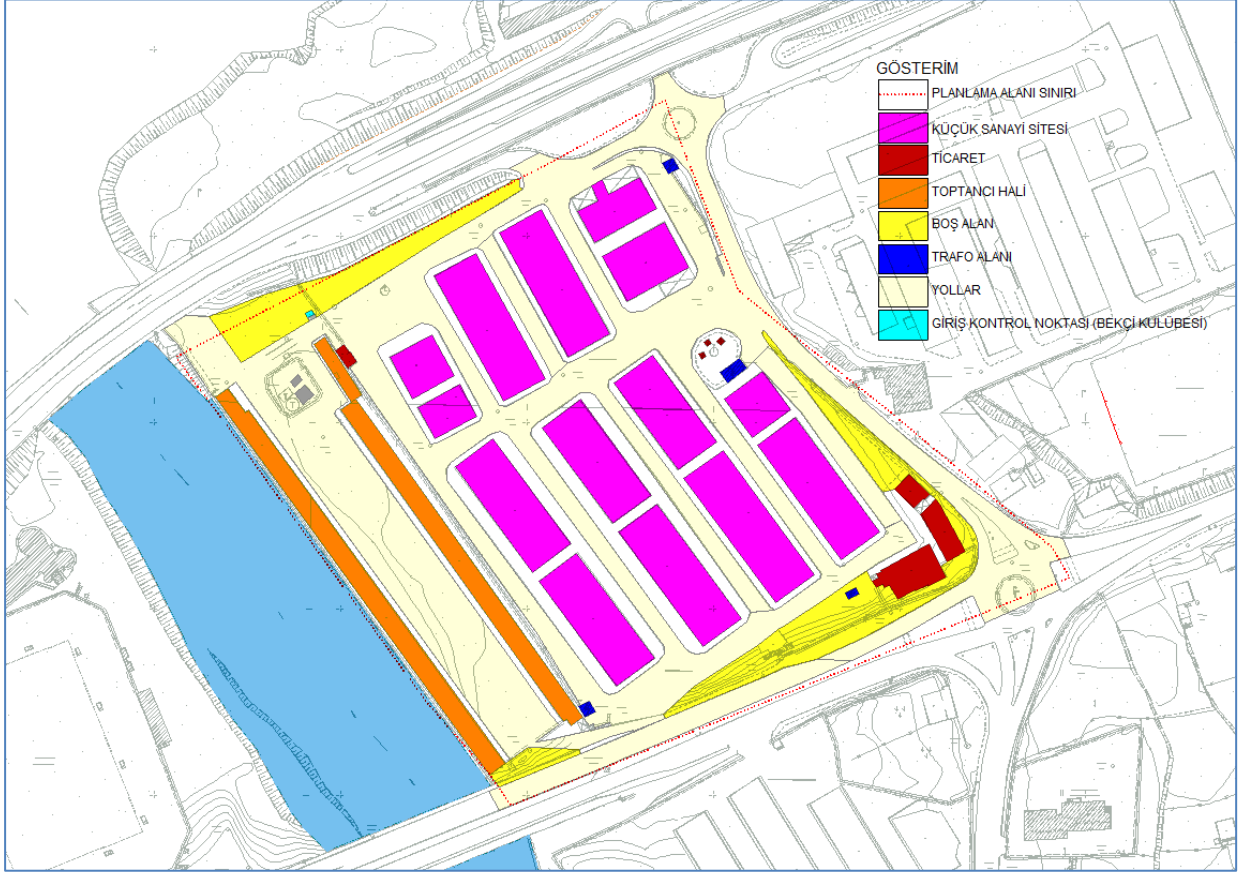 GÖSTERİM
PLANLAMA ALANI SINIRI
KÜÇÜK SANAYİ SİTESİ
TİCARET
TOPTANCI HALİ
BOŞ ALAN
TRAFO ALANI
YOLLAR
GİRİŞ KONTROL NOKTASI (BEKÇİ KULÜBESİ)